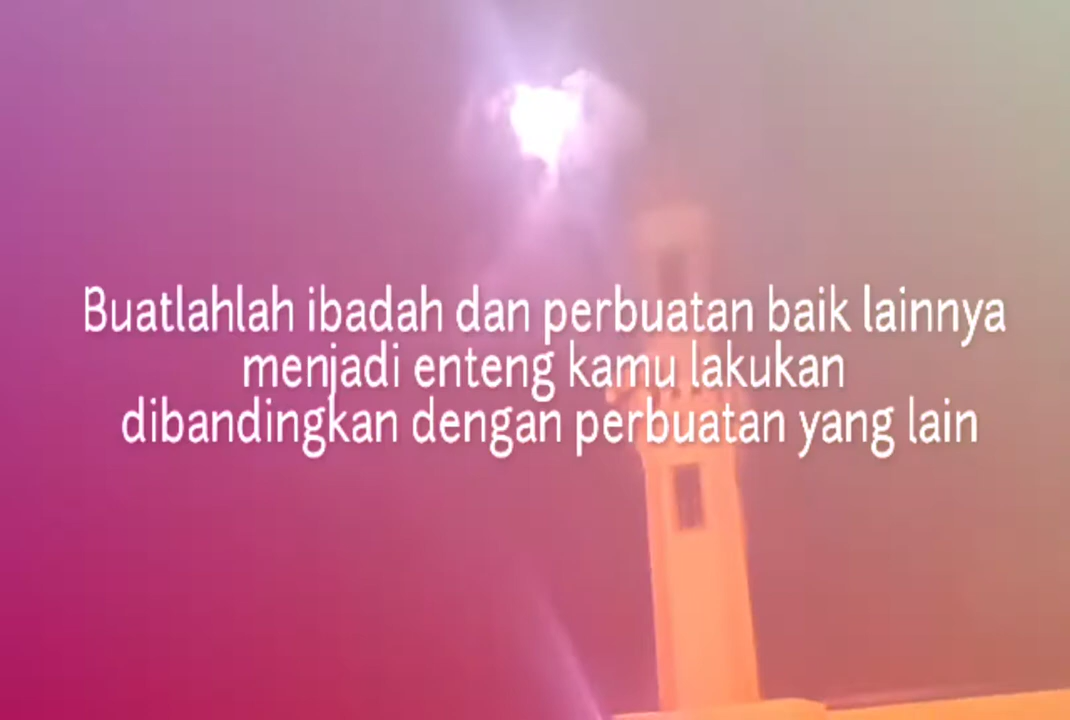 Buatlahlah ibadah dan perbuatan baik lainnya
menjadi enteng kamu lakukan
dibandingkan dengan perbuatan yang lain